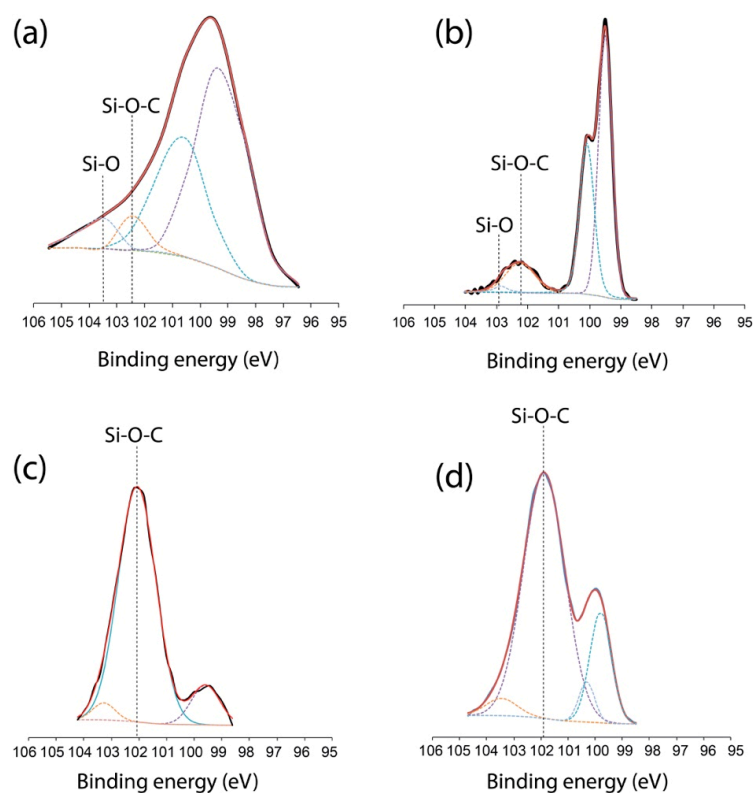 (a)
Si-O-C
Si-O
106 105 104 103 102 101 100 99 98 97 96 95
Binding energy (eV)
(b)
Si-O-C
Si-O
106 105 104 103 102 101 100 99 98 97 96 95
Binding energy (eV)
(c)
Si-O-C
106 105 104 103 102 101 100 99 98 97 96 95
Binding energy (eV)
(d)
Si-O-C
106 105 104 103 102 101 100 99 98 97 96 95
Binding energy (eV)